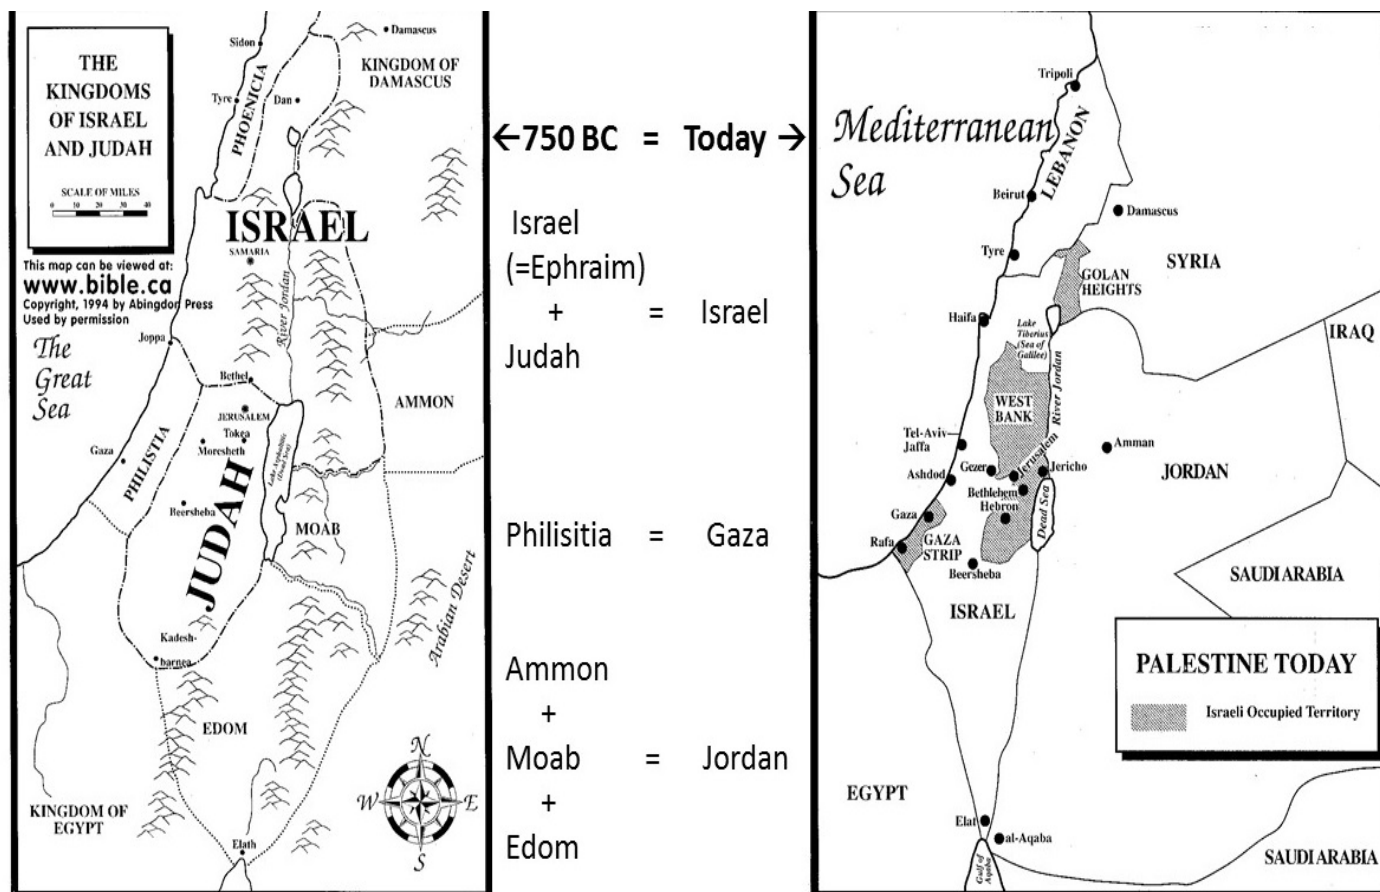 THE
KINGDOMS
OF ISRAEL
AND JUDAH
SCALE OF MILES
0 10 20 30 40
This map can be viewed at:
www.bible.ca
Copyright, 1994 by Abingdon Press
Used by permission
The
Great
Sea
Sidon
Damascus
KINGDOM OF
DAMASCUS
Tyre
Dan
PHOENICIA
ISRAEL
SAMARIA
River Jordan
Joppa
Bethel
AMMON
JERUSALEM
Tokea
Moresheth
Gaza
PHILISTIA
Beersheba
JUDAH
MOAB
Arabian Desert
Kadesh-
barnea
EDOM
KINGDOM OF
EGYPT
Elath
N
W
E
S
←750 BC = Today →
Israel
(=Ephraim)
+ = Israel
Judah
Philisitia = Gaza
Ammon
+
Moab = Jordan
+
Edom
Mediterranean
Sea
Tripoli
LEBANON
Beirut
Damascus
Tyre
SYRIA
GOLAN
HEIGHTS
Haifa
Lake
Tiberius
(Sea of
Galilee)
IRAQ
River Jordan
WEST
BANK
Tel-Aviv
Jaffa
Amman
Gezer
Jerusalem
Jericho
JORDAN
Ashdod
Bethlehem
Hebron
Dead Sea
Gaza
Rafa
GAZA
STRIP
Beersheba
SAUDI ARABIA
ISRAEL
PALESTINE TODAY
Israeli Occupied Territory
EGYPT
Elat
al-Aqaba
Gulf of
Aqaba
SAUDI ARABIA